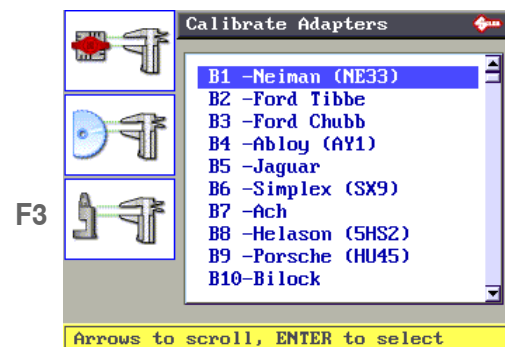 Calibrate Adapters
B1 -Neiman (NE33)
B2 -Ford Tibbe
B3 -Ford Chubb
B4 -Abloy (AY1)
B5 -Jaguar
B6 -Simplex (SX9)
F3
B7 -Ach
B8 -Helason (5HS2)
B9 -Porsche (HU45)
B10-Bilock
Arrows to scroll, ENTER to select